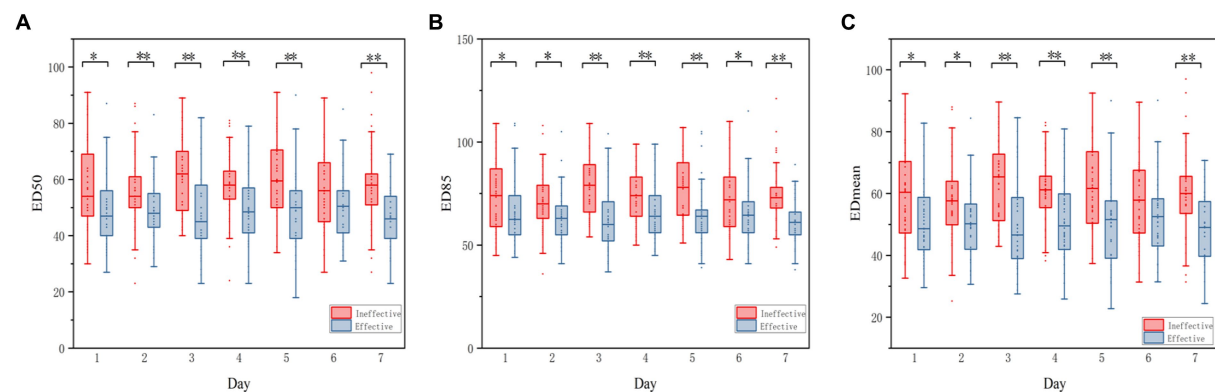 A
B
C
* ** ** ** ** **
* * ** ** ** * **
* * ** ** ** **
ED50
100
80
60
40
20
0
1 2 3 4 5 6 7
Day
Ineffective
Effective
ED85
150
100
50
0
1 2 3 4 5 6 7
Day
Ineffective
Effective
EDmean
100
80
60
40
20
1 2 3 4 5 6 7
Day
Ineffective
Effective